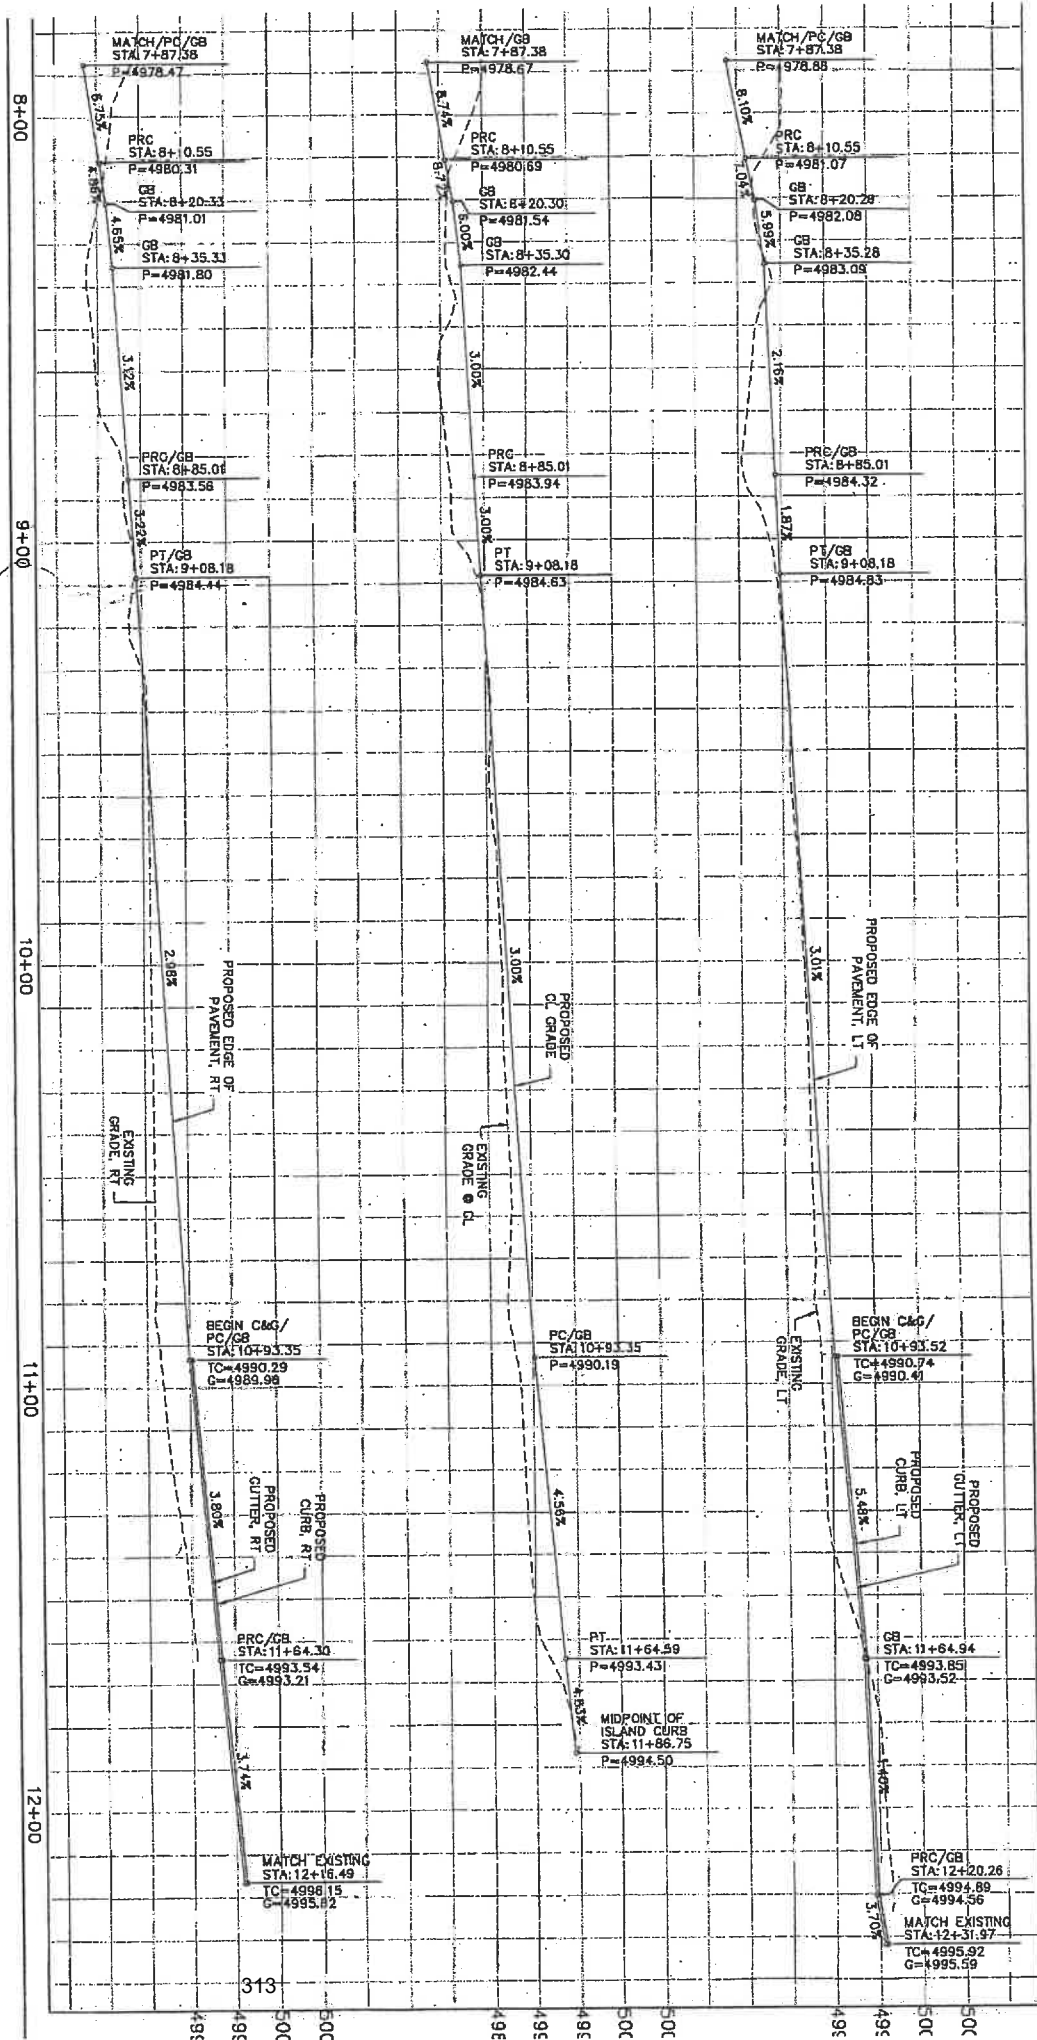 MATCH/PC/GB
STA: 7+87.38
P=4978.47
6.75%
PRC
STA: 8+10.55
P=4980.31
GB
STA: 8+20.33
P=4981.01
4.65%
GB
STA: 8+35.33
P=4981.80
3.12%
PRC/GB
STA: 8+85.01
P=4983.56
3.22%
PT/GB
STA: 9+08.18
P=4984.44
2.98%
PROPOSED EDGE OF
PAVEMENT, RT
EXISTING
GRADE, RT
BEGIN C&G/
PC/GB
STA: 10+93.35
TC=4990.29
G=4989.96
3.80%
PROPOSED
GUTTER, RT
PROPOSED
CURB, RT
PRC/GB
STA: 11+64.30
TC=4993.54
G=4993.21
3.74%
MATCH EXISTING
STA: 12+16.49
TC=4996.15
G=4995.82
MATCH/GB
STA: 7+87.38
P=4978.67
8.74%
PRC
STA: 8+10.55
P=4980.69
GB
STA: 8+20.30
P=4981.54
6.00%
GB
STA: 8+35.30
P=4982.44
3.00%
PRC
STA: 8+85.01
P=4983.94
3.00%
PT
STA: 9+08.18
P=4984.63
3.00%
PROPOSED
CL GRADE
EXISTING
GRADE @ CL
PC/GB
STA: 10+93.35
P=4990.19
4.56%
PT
STA: 11+64.59
P=4993.43
4.83%
MIDPOINT OF
ISLAND CURB
STA: 11+86.75
P=4994.50
MATCH/PC/GB
STA: 7+87.38
P=4978.88
8.10%
PRC
STA: 8+10.55
P=4981.07
7.04%
GB
STA: 8+20.28
P=4982.08
5.99%
GB
STA: 8+35.28
P=4983.09
2.16%
PRC/GB
STA: 8+85.01
P=4984.32
1.87%
PT/GB
STA: 9+08.18
P=4984.83
3.01%
PROPOSED EDGE OF
PAVEMENT, LT
EXISTING
GRADE, LT
BEGIN C&G/
PC/GB
STA: 10+93.52
TC=4990.74
G=4990.41
5.48%
PROPOSED
CURB, LT
PROPOSED
GUTTER, LT
GB
STA: 11+64.94
TC=4993.85
G=4993.52
PRC/GB
STA: 12+20.26
TC=4994.89
G=4994.56
3.70%
MATCH EXISTING
STA: 12+31.97
TC=4995.92
G=4995.59
8+00
9+00
10+00
11+00
12+00
313